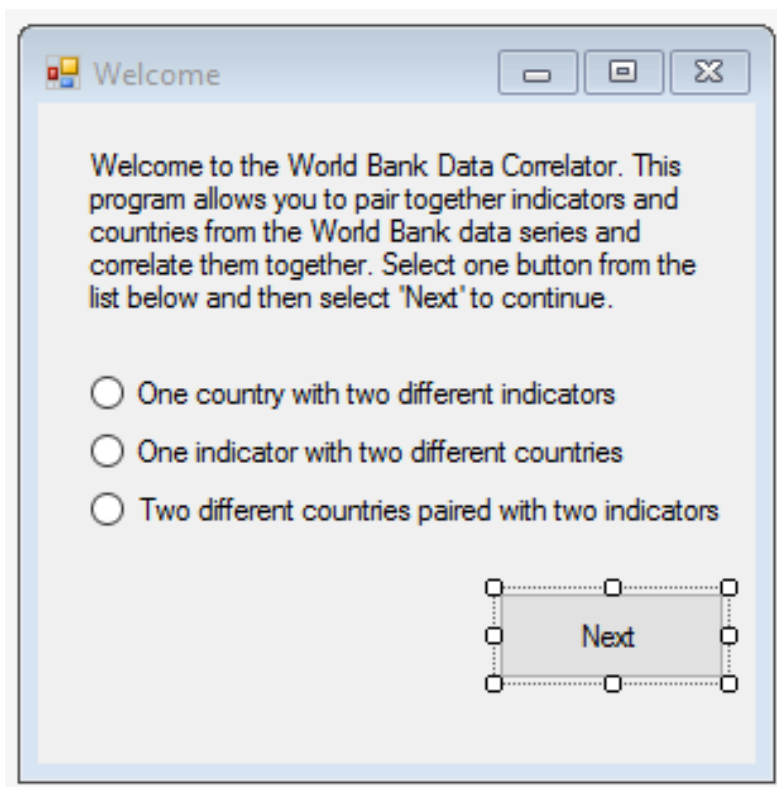 Welcome
Welcome to the World Bank Data Correlator. This
program allows you to pair together indicators and
countries from the World Bank data series and
correlate them together. Select one button from the
list below and then select 'Next' to continue.
One country with two different indicators
One indicator with two different countries
Two different countries paired with two indicators
Next